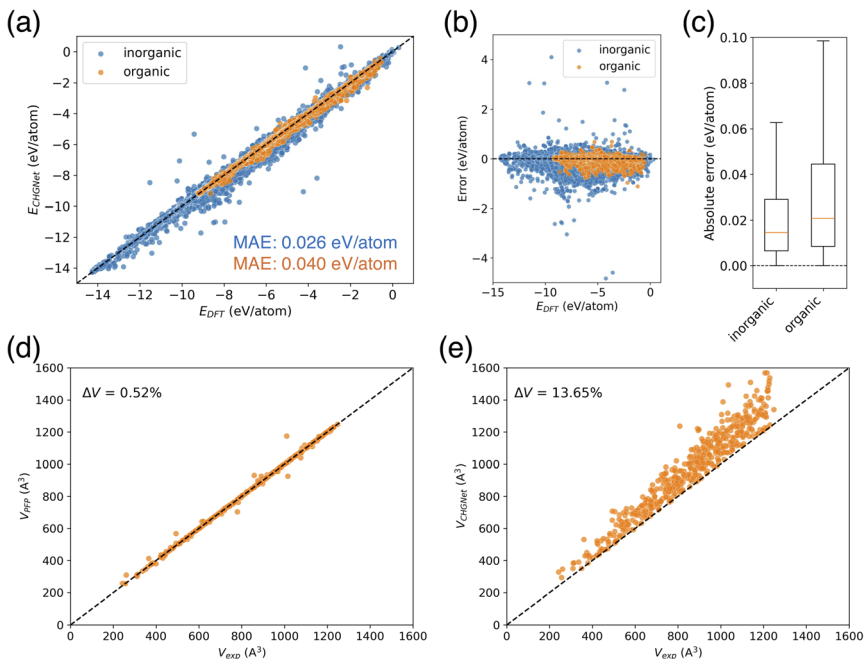 (a)
inorganic
organic
0
−2
−4
−6
−8
−10
−12
−14
E_CHGNet (eV/atom)
MAE: 0.026 eV/atom
MAE: 0.040 eV/atom
−14 −12 −10 −8 −6 −4 −2 0
E_DFT (eV/atom)
(b)
inorganic
organic
4
2
0
−2
−4
Error (eV/atom)
−15 −10 −5 0
E_DFT (eV/atom)
(c)
0.10
0.08
0.06
0.04
0.02
0.00
Absolute error (eV/atom)
inorganic
organic
(d)
ΔV = 0.52%
1600
1400
1200
1000
800
600
400
200
0
V_PFP (A³)
0 200 400 600 800 1000 1200 1400 1600
V_exp (A³)
(e)
ΔV = 13.65%
1600
1400
1200
1000
800
600
400
200
0
V_CHGNet (A³)
0 200 400 600 800 1000 1200 1400 1600
V_exp (A³)